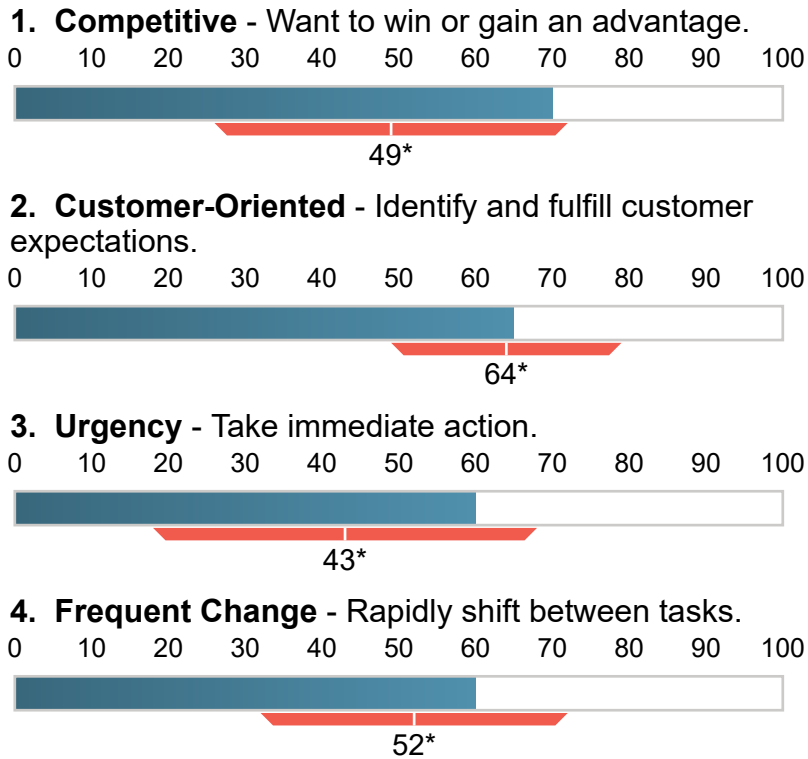 1. Competitive - Want to win or gain an advantage.
0 10 20 30 40 50 60 70 80 90 100
49*
2. Customer-Oriented - Identify and fulfill customer
expectations.
0 10 20 30 40 50 60 70 80 90 100
64*
3. Urgency - Take immediate action.
0 10 20 30 40 50 60 70 80 90 100
43*
4. Frequent Change - Rapidly shift between tasks.
0 10 20 30 40 50 60 70 80 90 100
52*